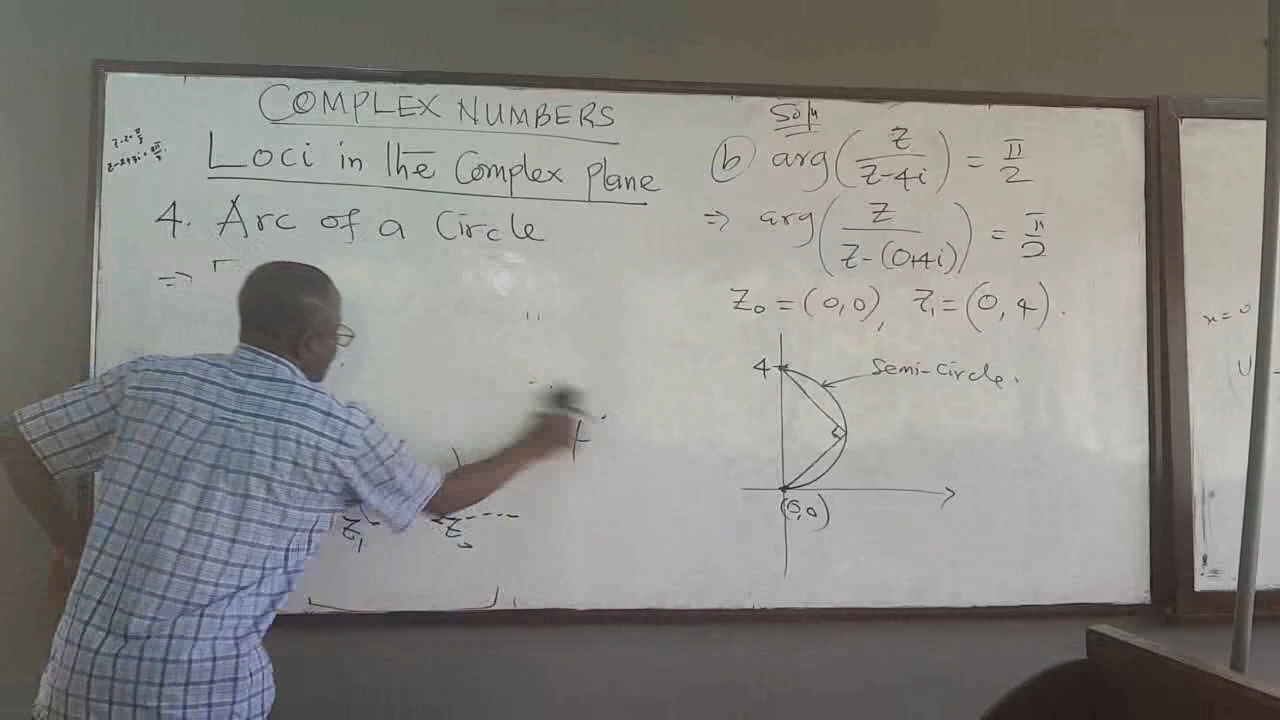 COMPLEX NUMBERS
Loci in the Complex plane
4. Arc of a Circle
=>
Z₁
Z₂
Soln
(b) arg(Z/(Z-4i)) = π/2
=> arg(Z/(Z-(0+4i))) = π/2
Z₀ = (0,0), Z₁ = (0,4).
4
Semi-Circle.
(0,0)